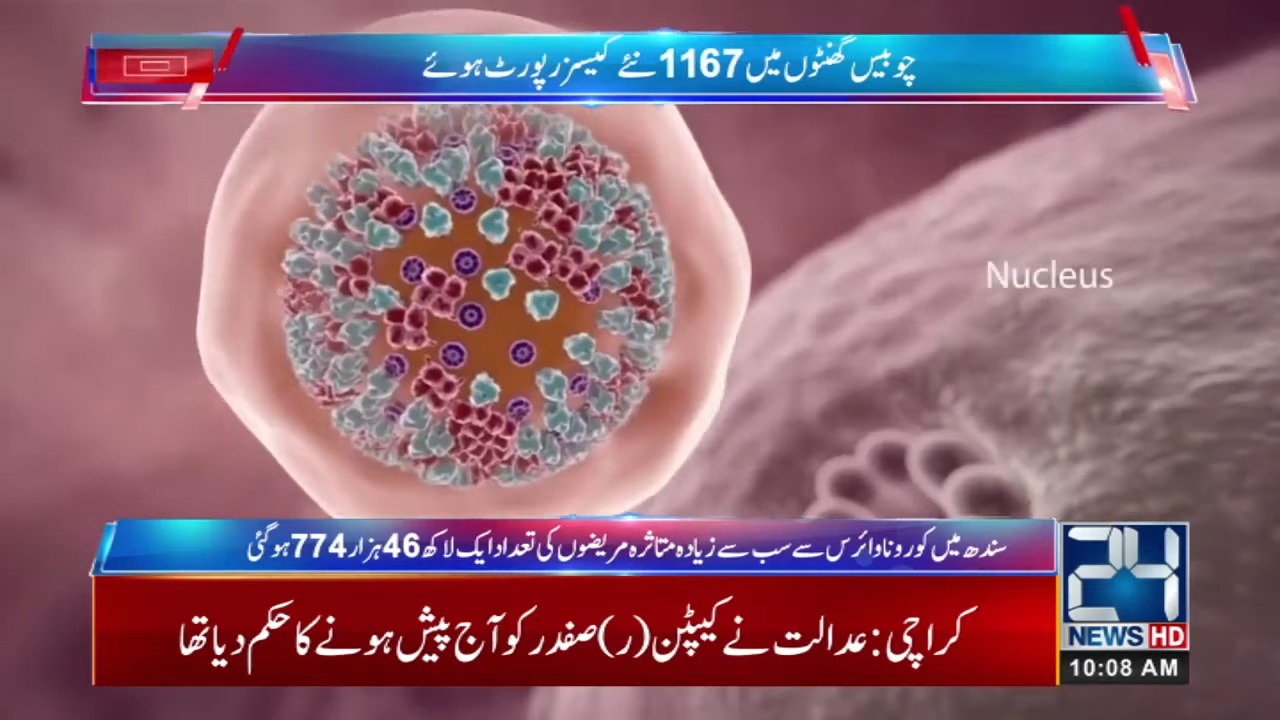 چوبیس گھنٹوں میں 1167 نئے کیسز رپورٹ ہوئے
Nucleus
سندھ میں کورونا وائرس سے سب سے زیادہ متاثرہ مریضوں کی تعداد ایک لاکھ 46 ہزار 774 ہو گئی
کراچی : عدالت نے کیپٹن (ر) صفدر کو آج پیش ہونے کا حکم دیا تھا
24
NEWS HD
10:08 AM